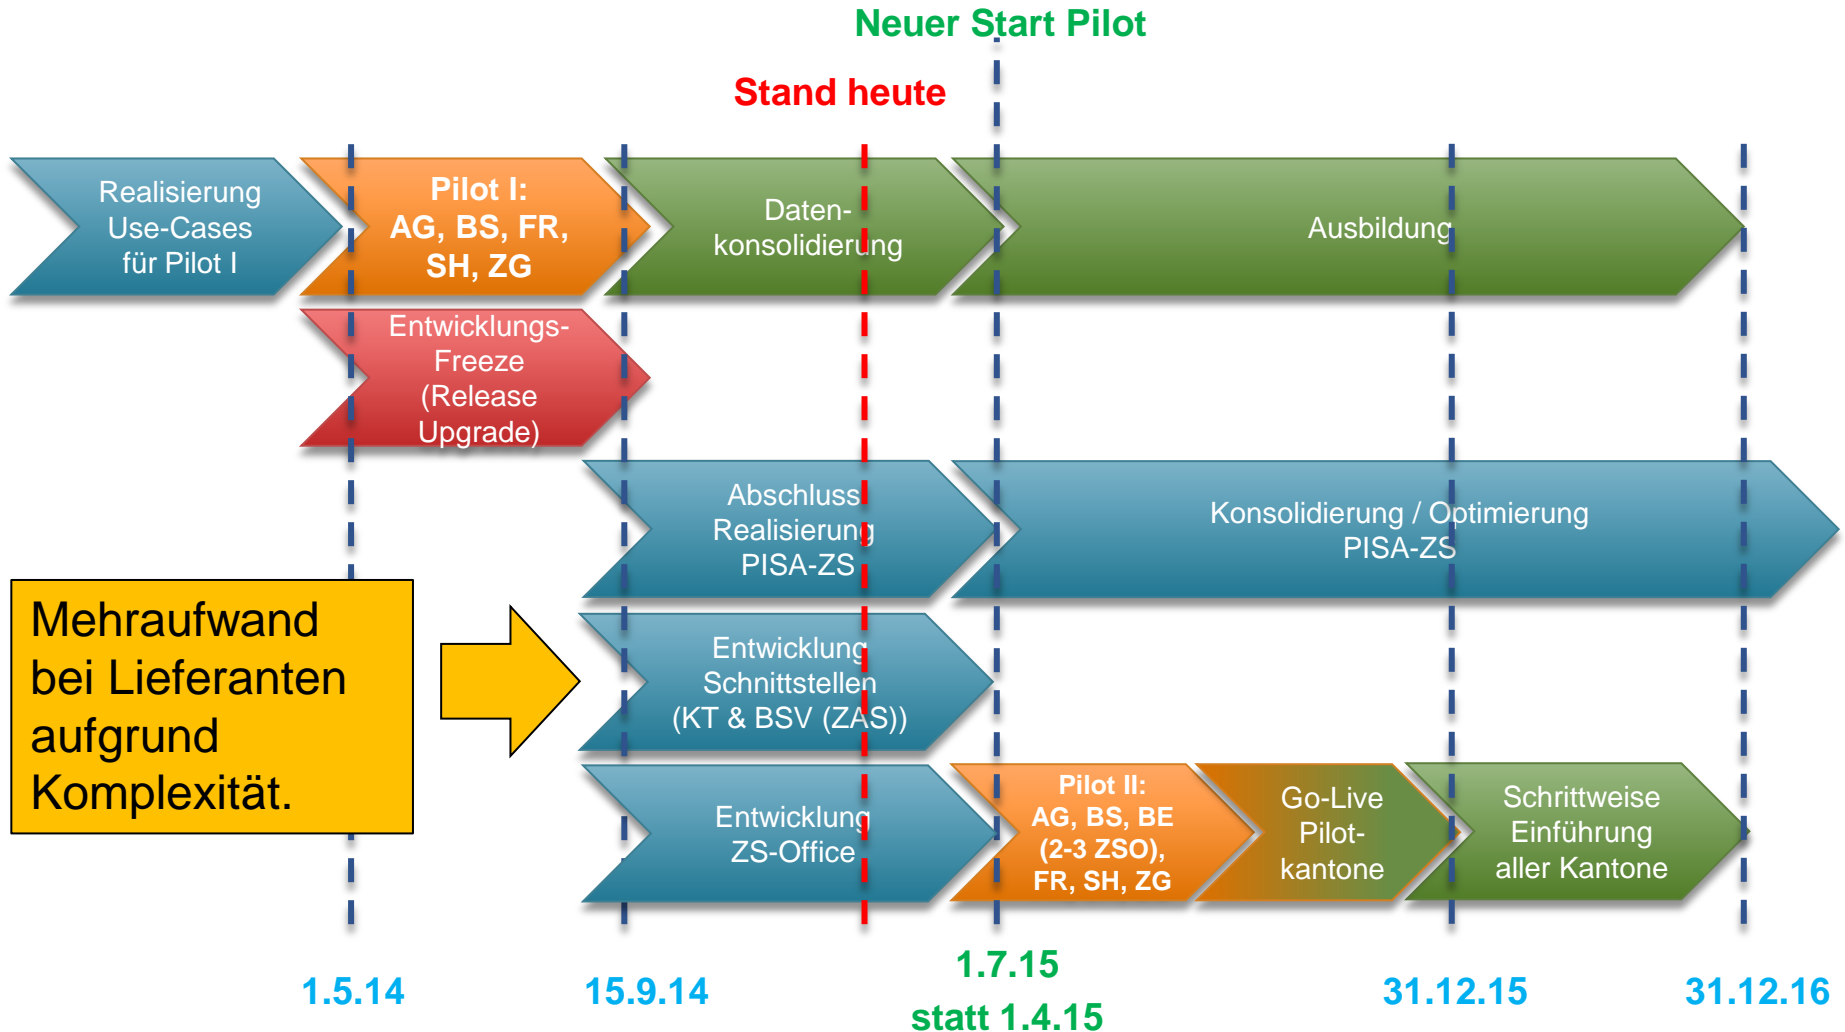 Neuer Start Pilot
Stand heute
Realisierung
Use-Cases
für Pilot I
Pilot I:
AG, BS, FR,
SH, ZG
Daten-
konsolidierung
Ausbildung
Entwicklungs-
Freeze
(Release
Upgrade)
Abschluss
Realisierung
PISA-ZS
Konsolidierung / Optimierung
PISA-ZS
Mehraufwand
bei Lieferanten
aufgrund
Komplexität.
Entwicklung
Schnittstellen
(KT & BSV (ZAS))
Entwicklung
ZS-Office
Pilot II:
AG, BS, BE
(2-3 ZSO),
FR, SH, ZG
Go-Live
Pilot-
kantone
Schrittweise
Einführung
aller Kantone
1.5.14
15.9.14
1.7.15
statt 1.4.15
31.12.15
31.12.16